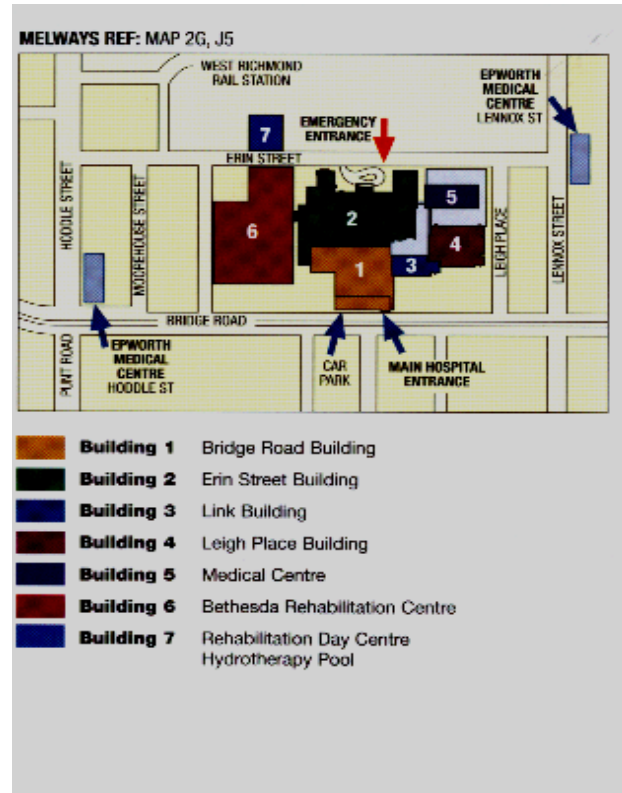 MELWAYS REF: MAP 2G, J5
WEST RICHMOND
RAIL STATION
EPWORTH
MEDICAL
CENTRE
LENNOX ST
EMERGENCY
ENTRANCE
7
ERIN STREET
HODDLE STREET
MOOREHOUSE STREET
6
2
5
4
1
3
LEIGH PLACE
LENNOX STREET
BRIDGE ROAD
PUNT ROAD
EPWORTH
MEDICAL
CENTRE
HODDLE ST
CAR
PARK
MAIN HOSPITAL
ENTRANCE
Building 1 Bridge Road Building
Building 2 Erin Street Building
Building 3 Link Building
Building 4 Leigh Place Building
Building 5 Medical Centre
Building 6 Bethesda Rehabilitation Centre
Building 7 Rehabilitation Day Centre
Hydrotherapy Pool